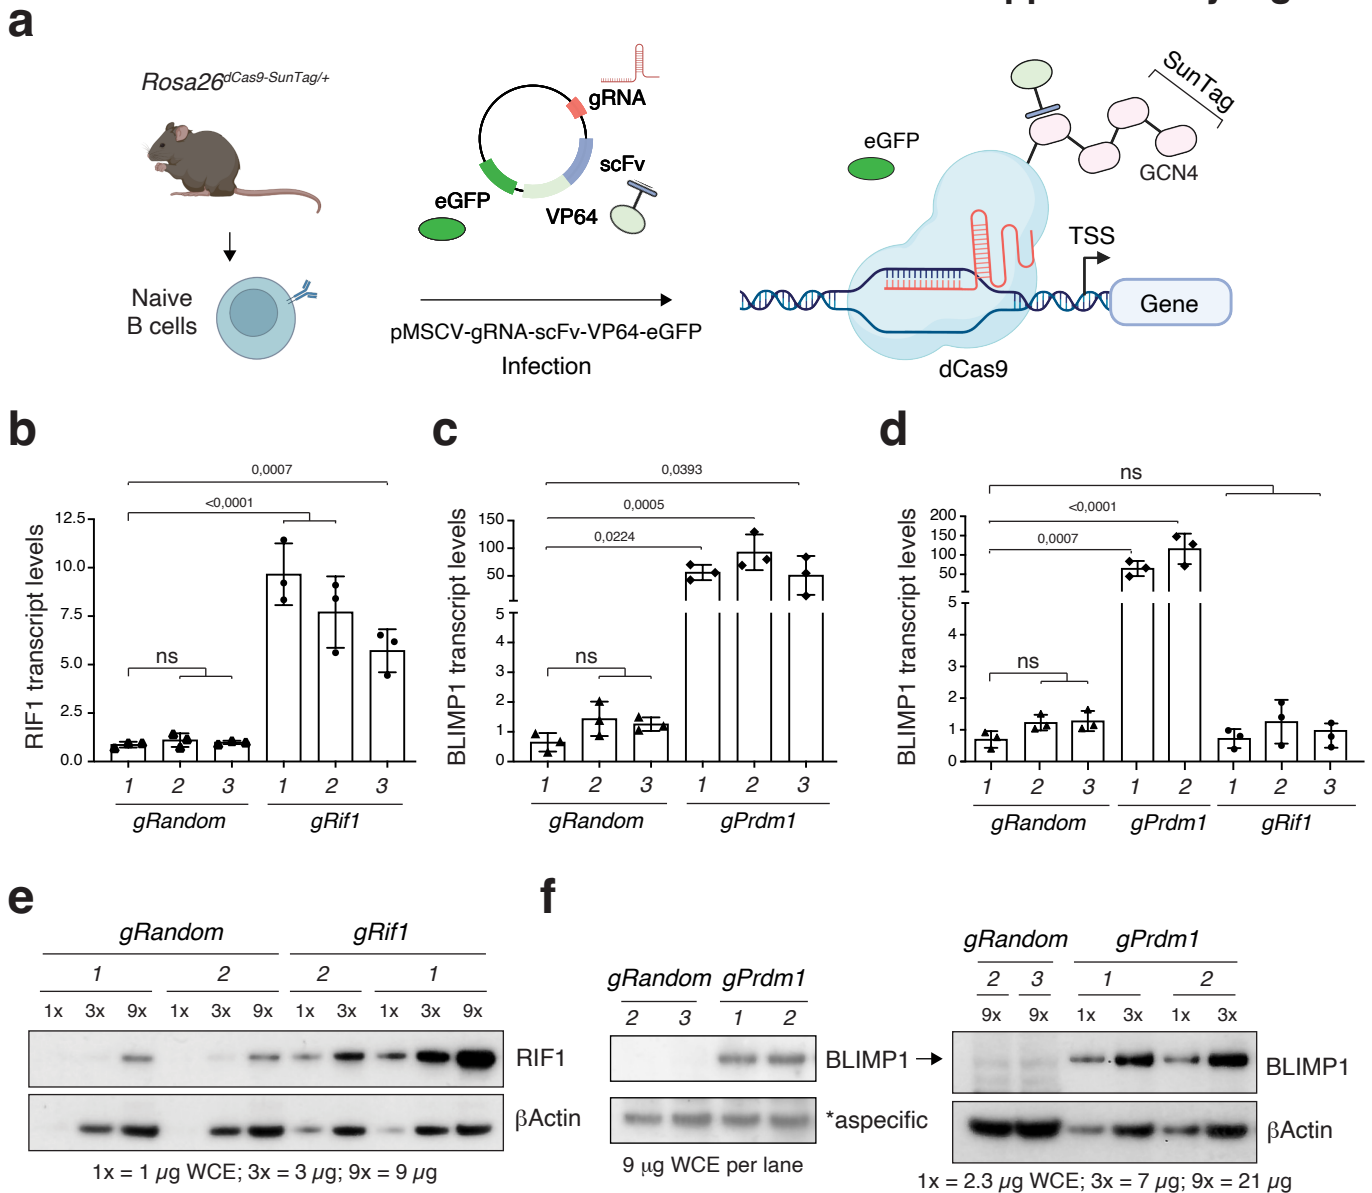 a
Rosa26dCas9-SunTag/+
Naive
B cells
gRNA
scFv
VP64
eGFP
pMSCV-gRNA-scFv-VP64-eGFP
Infection
eGFP
SunTag
GCN4
TSS
Gene
dCas9
b
0,0007
<0,0001
RIF1 transcript levels
12.5
10.0
7.5
5.0
2.5
0.0
ns
1 2 3 1 2 3
gRandom gRif1
c
0,0393
0,0005
0,0224
BLIMP1 transcript levels
150
100
50
5
4
3
2
1
0
ns
1 2 3 1 2 3
gRandom gPrdm1
d
ns
<0,0001
0,0007
BLIMP1 transcript levels
200
150
100
50
5
4
3
2
1
0
ns
1 2 3 1 2 1 2 3
gRandom gPrdm1 gRif1
e
gRandom gRif1
1 2 2 1
1x 3x 9x 1x 3x 9x 1x 3x 1x 3x 9x
RIF1
βActin
1x = 1 µg WCE; 3x = 3 µg; 9x = 9 µg
f
gRandom gPrdm1
2 3 1 2
BLIMP1
*aspecific
9 µg WCE per lane
gRandom gPrdm1
2 3 1 2
9x 9x 1x 3x 1x 3x
BLIMP1
βActin
1x = 2.3 µg WCE; 3x = 7 µg; 9x = 21 µg